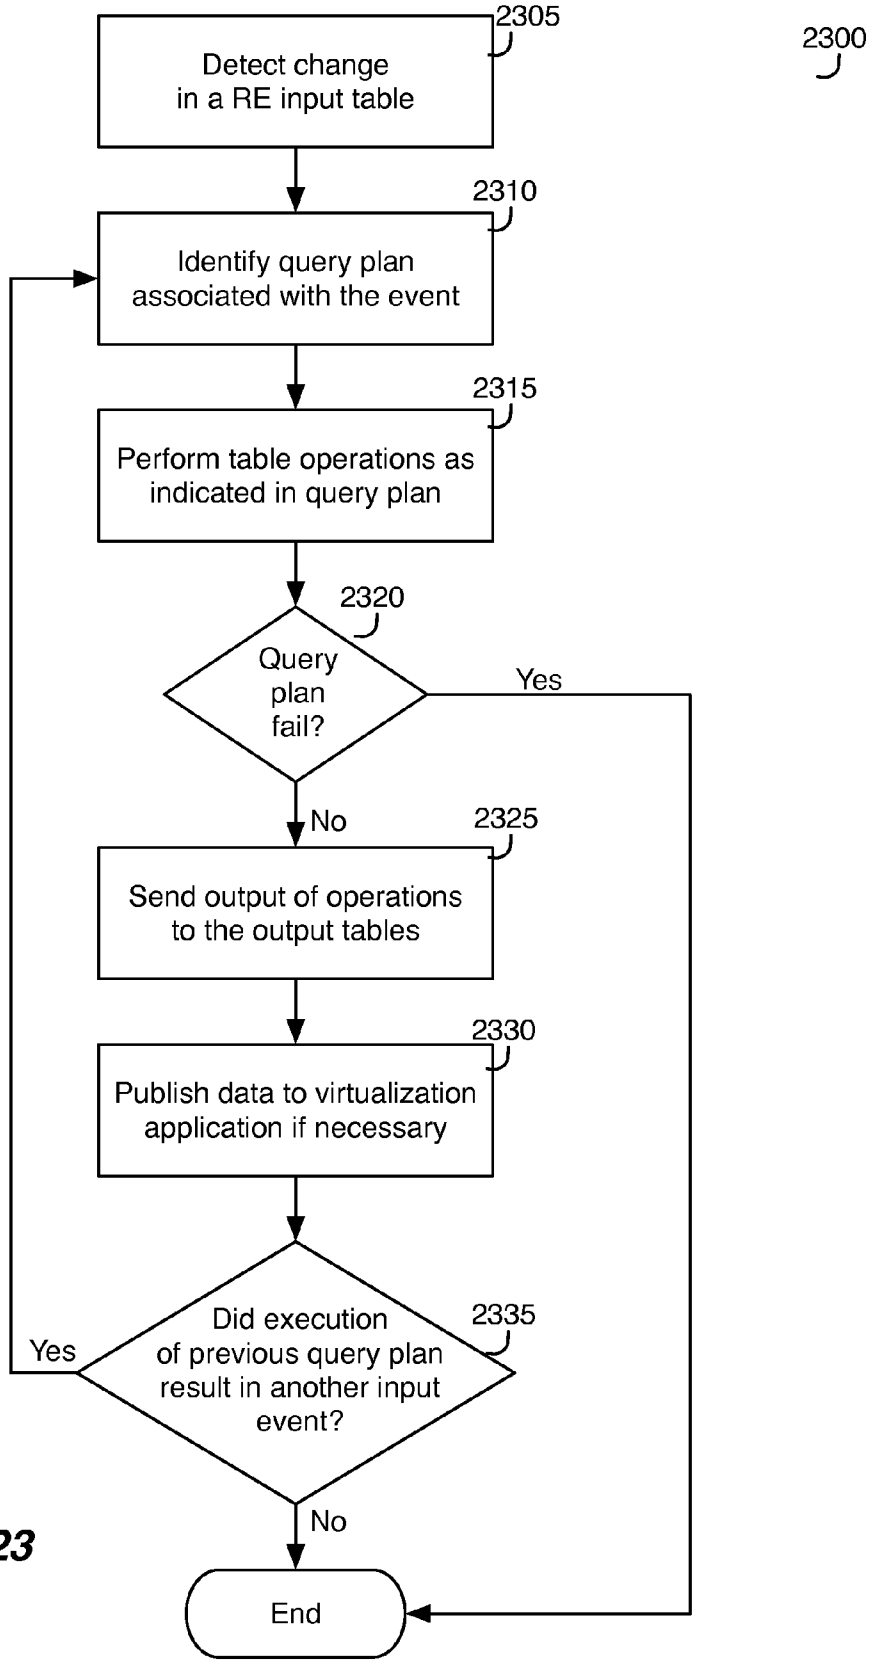 2305
2300
Detect change
in a RE input table
2310
Identify query plan
associated with the event
2315
Perform table operations as
indicated in query plan
2320
Query
plan
fail?
Yes
No
2325
Send output of operations
to the output tables
2330
Publish data to virtualization
application if necessary
2335
Did execution
of previous query plan
result in another input
event?
Yes
No
23
End